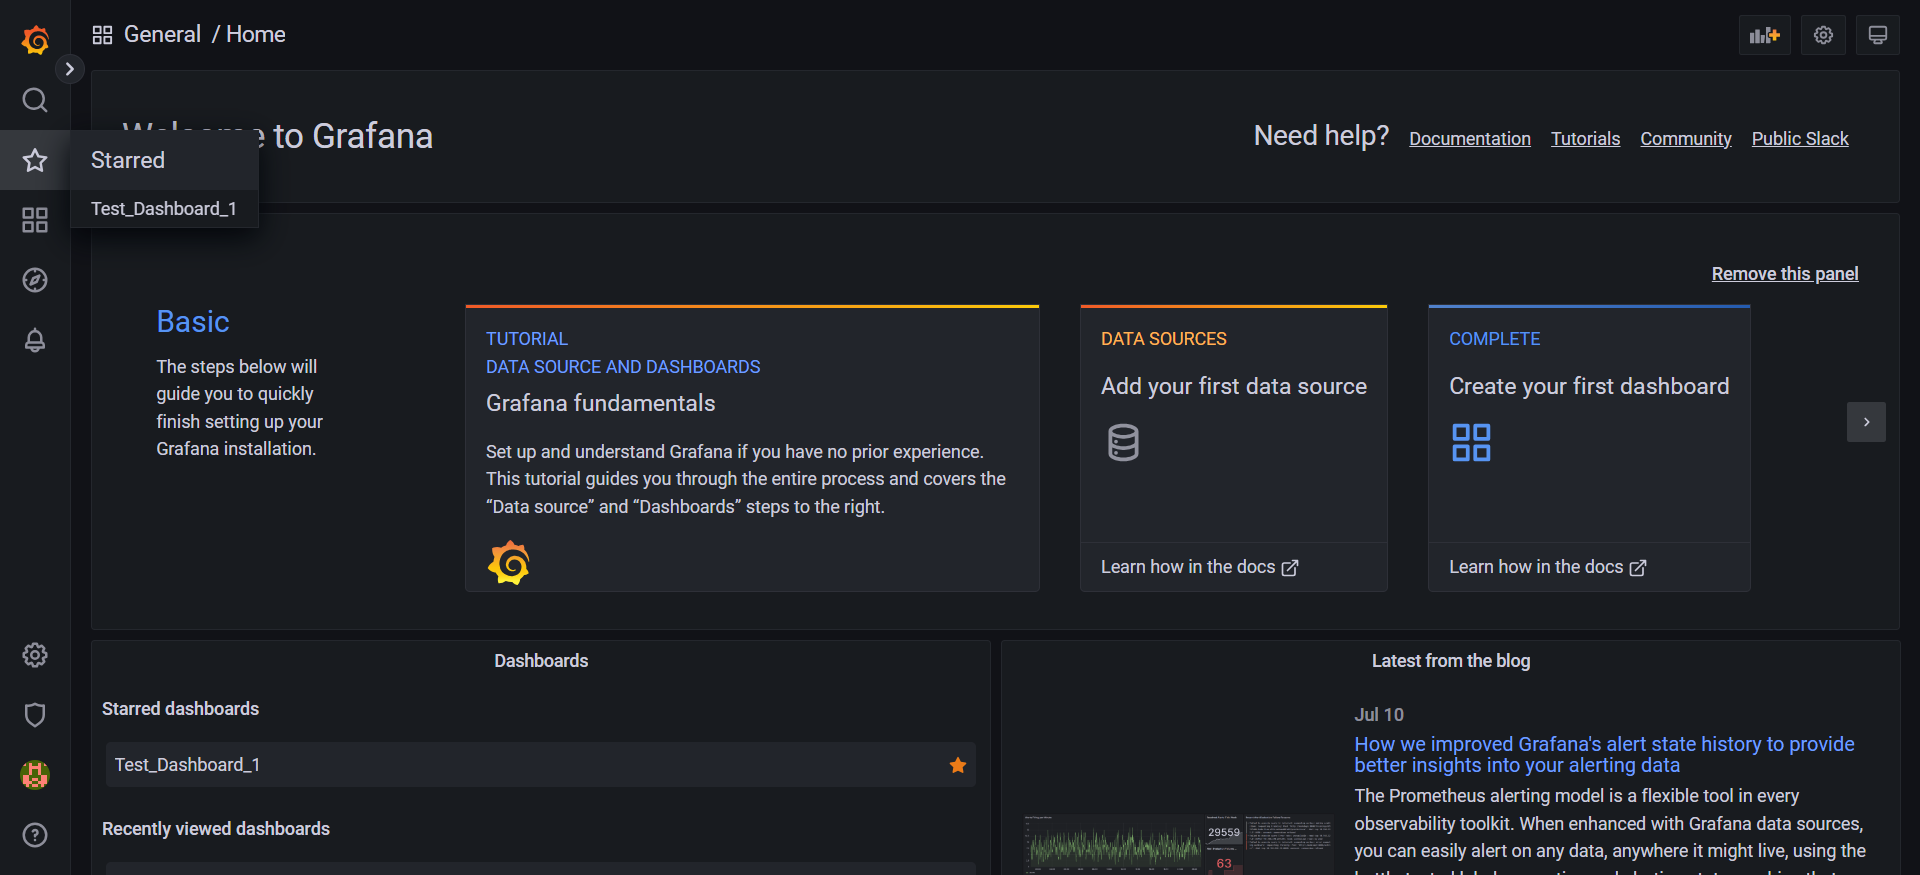 General / Home
to Grafana
Need help?
Documentation
Tutorials
Community
Public Slack
Starred
Test_Dashboard_1
Remove this panel
Basic
The steps below will
guide you to quickly
finish setting up your
Grafana installation.
TUTORIAL
DATA SOURCE AND DASHBOARDS
Grafana fundamentals
Set up and understand Grafana if you have no prior experience.
This tutorial guides you through the entire process and covers the
“Data source” and “Dashboards” steps to the right.
DATA SOURCES
Add your first data source
Learn how in the docs
COMPLETE
Create your first dashboard
Learn how in the docs
Dashboards
Starred dashboards
Test_Dashboard_1
Recently viewed dashboards
Latest from the blog
Jul 10
How we improved Grafana's alert state history to provide
better insights into your alerting data
The Prometheus alerting model is a flexible tool in every
observability toolkit. When enhanced with Grafana data sources,
you can easily alert on any data, anywhere it might live, using the
29559
63